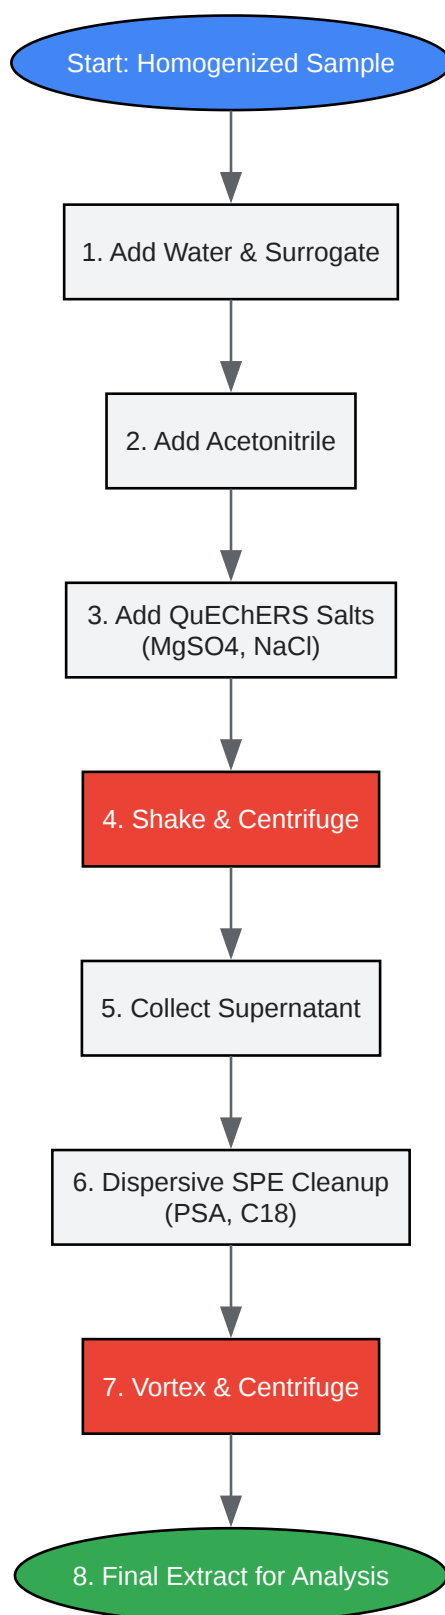 Start: Homogenized Sample
1. Add Water & Surrogate
2. Add Acetonitrile
3. Add QuEChERS Salts
(MgSO4, NaCl)
4. Shake & Centrifuge
5. Collect Supernatant
6. Dispersive SPE Cleanup
(PSA, C18)
7. Vortex & Centrifuge
8. Final Extract for Analysis